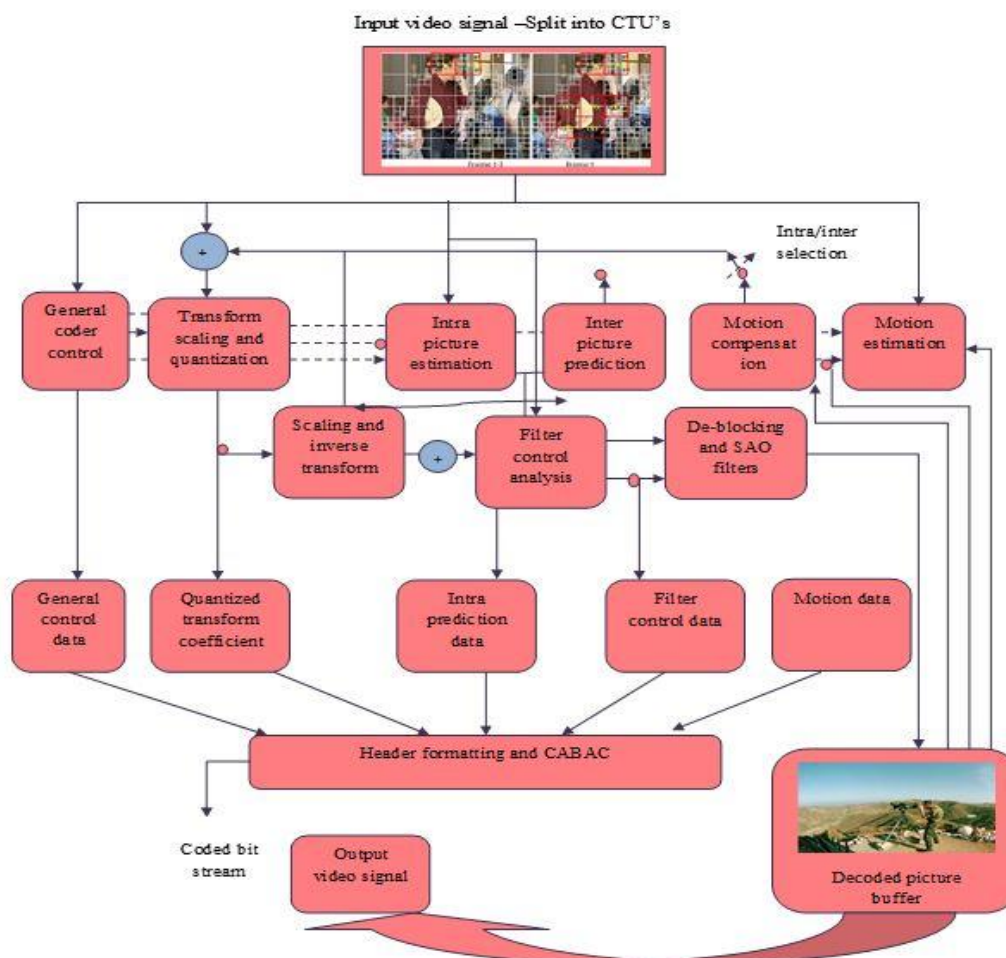 Input video signal –Split into CTU's
Intra/inter
selection
+
General
coder
control
Transform
scaling and
quantization
Intra
picture
estimation
Inter
picture
prediction
Motion
compensat
ion
Motion
estimation
Scaling and
inverse
transform
+
Filter
control
analysis
De-blocking
and SAO
filters
General
control
data
Quantized
transform
coefficient
Intra
prediction
data
Filter
control data
Motion data
Header formatting and CABAC
Coded bit
stream
Output
video signal
Decoded picture
buffer